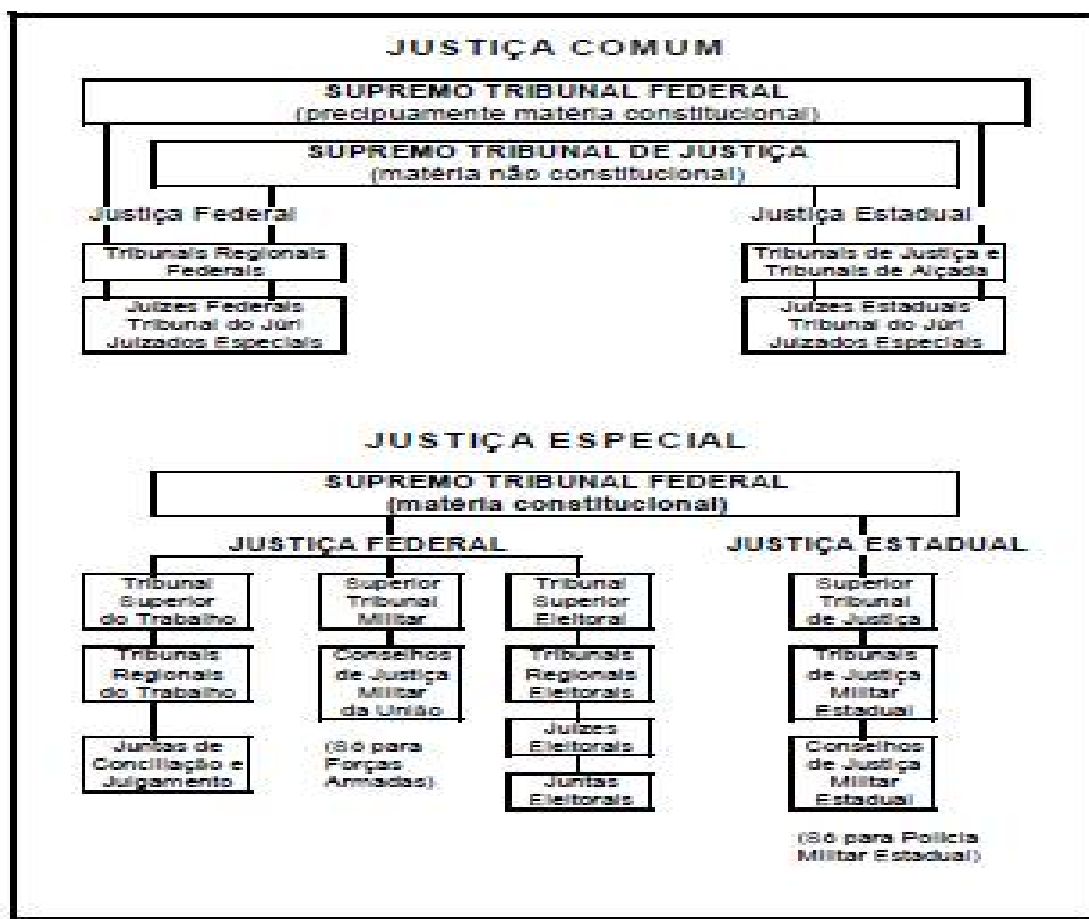 JUSTIÇA COMUM
SUPREMO TRIBUNAL FEDERAL
(precipuamente matéria constitucional)
SUPREMO TRIBUNAL DE JUSTIÇA
(matéria não constitucional)
Justiça Federal
Justiça Estadual
Tribunais Regionais
Federais
Tribunais de Justiça e
Tribunais de Alçada
Juízes Federais
Tribunal do Júri
Juizados Especiais
Juízes Estaduais
Tribunal do Júri
Juizados Especiais
JUSTIÇA ESPECIAL
SUPREMO TRIBUNAL FEDERAL
(matéria constitucional)
JUSTIÇA FEDERAL
JUSTIÇA ESTADUAL
Tribunal
Superior
do Trabalho
Superior
Tribunal
Militar
Tribunal
Superior
Eleitoral
Superior
Tribunal
de Justiça
Tribunais
Regionais
do Trabalho
Conselhos
de Justiça
Militar
da União
Tribunais
Regionais
Eleitorais
Tribunais
de Justiça
Militar
Estadual
Juntas de
Conciliação e
Julgamento
(Só para
Forças
Armadas)
Juízes
Eleitorais
Juntas
Eleitorais
Conselhos
de Justiça
Militar
Estadual
(Só para Polícia
Militar Estadual)